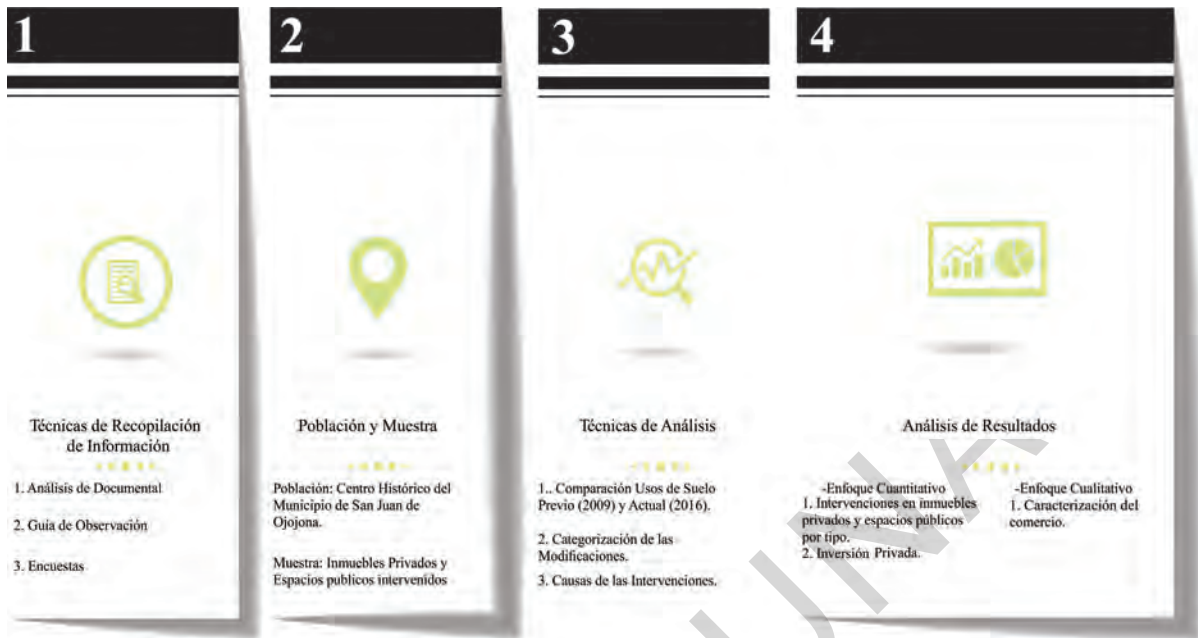 1
Técnicas de Recopilación
de Información
1. Análisis de Documental
2. Guia de Observación
3. Encuestas
2
Población y Muestra
Población: Centro Histórico del
Municipio de San Juan de
Ojojona.
Muestra: Inmuebles Privados y
Espacios publicos intervenidos
3
Técnicas de Análisis
1.. Comparación Usos de Suelo
Previo (2009) y Actual (2016).
2. Categorización de las
Modificaciones.
3. Causas de las Intervenciones.
4
Análisis de Resultados
-Enfoque Cuantitativo
1. Intervenciones en inmuebles
privados y espacios públicos
por tipo.
2. Inversión Privada.
-Enfoque Cualitativo
1. Caracterización del
comercio.
UNA